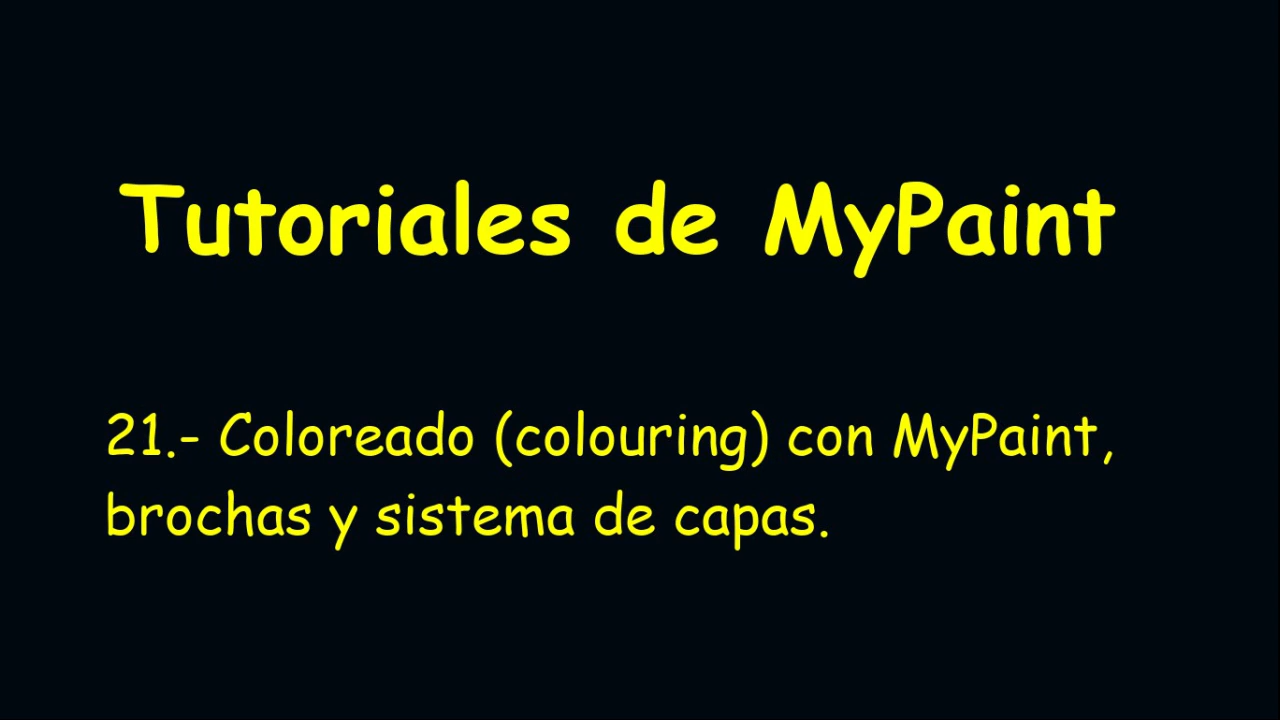 Tutoriales de MyPaint
21.- Coloreado (colouring) con MyPaint,
brochas y sistema de capas.